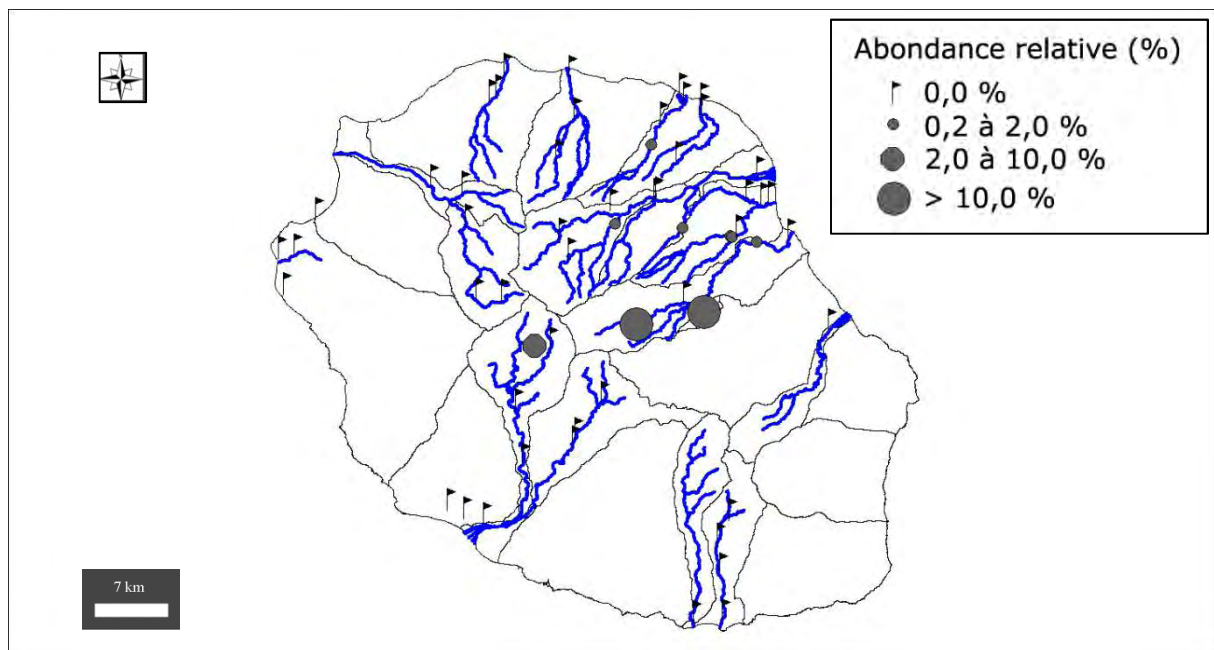 Abondance relative (%)
0,0 %
0,2 à 2,0 %
2,0 à 10,0 %
> 10,0 %
7 km